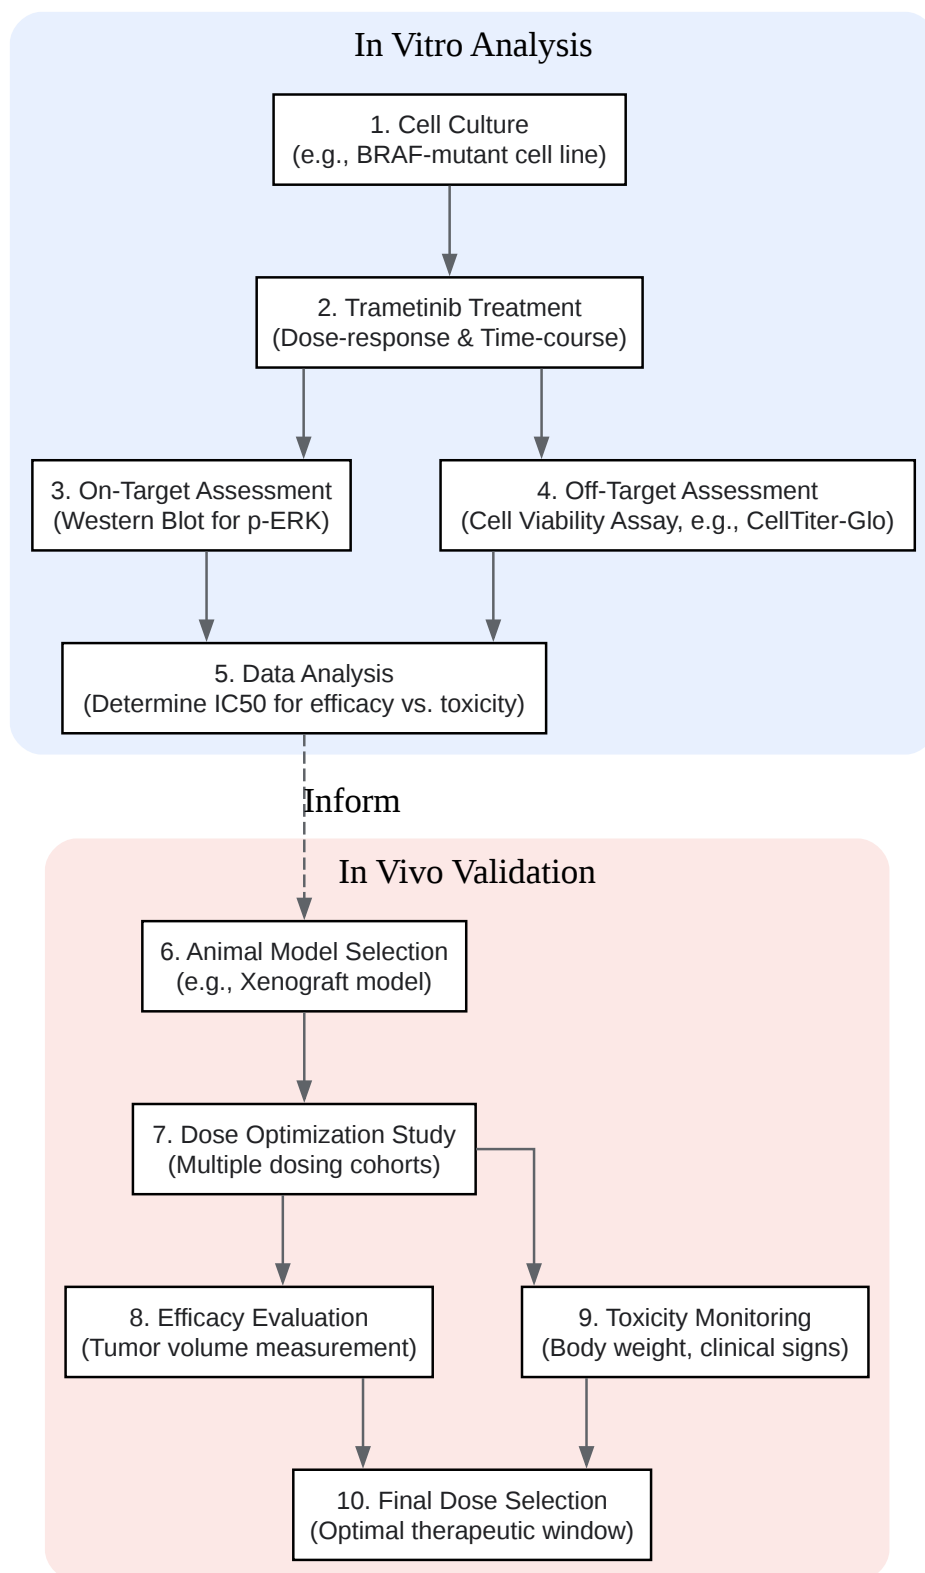 In Vitro Analysis
1. Cell Culture
(e.g., BRAF-mutant cell line)
2. Trametinib Treatment
(Dose-response & Time-course)
3. On-Target Assessment
(Western Blot for p-ERK)
4. Off-Target Assessment
(Cell Viability Assay, e.g., CellTiter-Glo)
5. Data Analysis
(Determine IC50 for efficacy vs. toxicity)
Inform
In Vivo Validation
6. Animal Model Selection
(e.g., Xenograft model)
7. Dose Optimization Study
(Multiple dosing cohorts)
8. Efficacy Evaluation
(Tumor volume measurement)
9. Toxicity Monitoring
(Body weight, clinical signs)
10. Final Dose Selection
(Optimal therapeutic window)